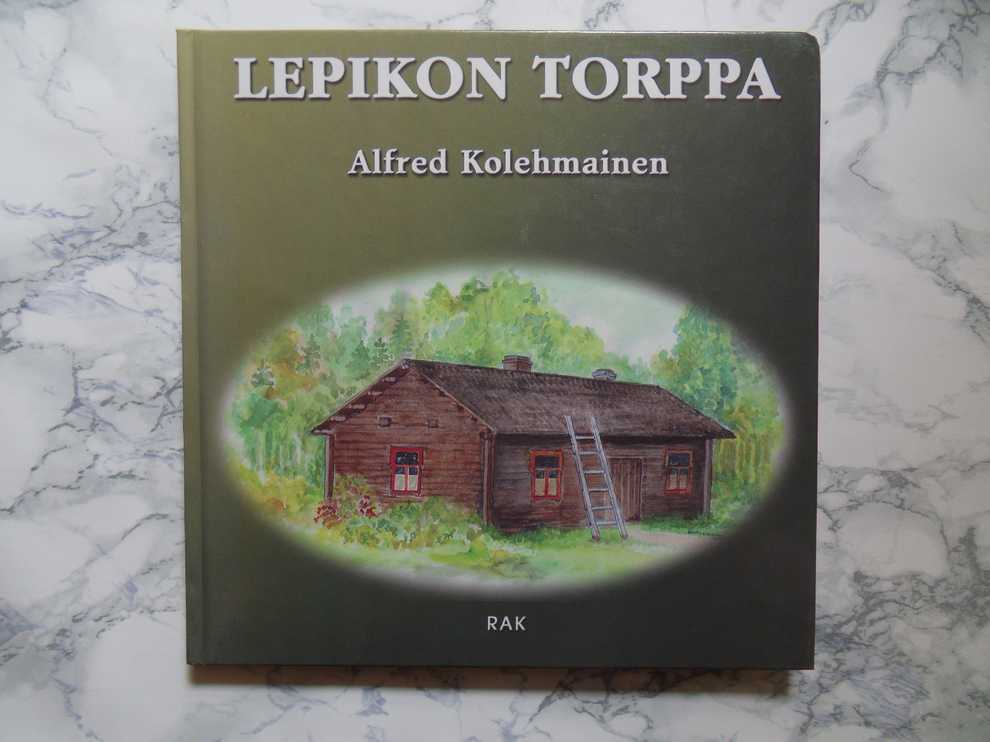 LEPIKON TORPPA
Alfred Kolehmainen
RAK